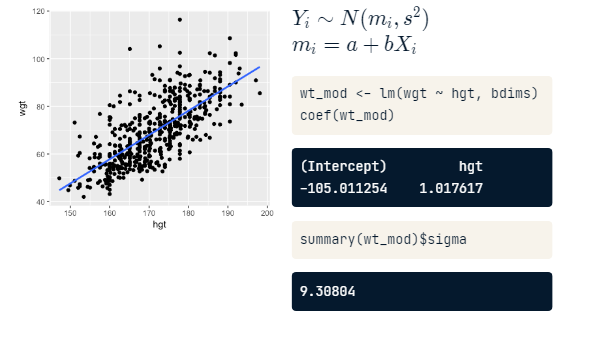 120
100
80
60
40
wgt
150 160 170 180 190 200
hgt
Y_i ∼ N(m_i, s²)
m_i = a + bX_i
wt_mod <- lm(wgt ~ hgt, bdims)
coef(wt_mod)
(Intercept) hgt
-105.011254 1.017617
summary(wt_mod)$sigma
9.30804